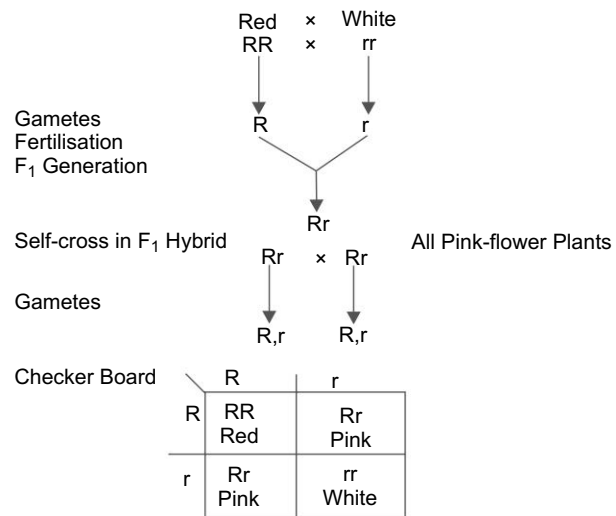 Red × White
RR × rr
Gametes R r
Fertilisation
F₁ Generation
Rr
Self-cross in F₁ Hybrid All Pink-flower Plants
Rr × Rr
Gametes
R,r R,r
Checker Board R r
R RR Rr
Red Pink
r Rr rr
Pink White